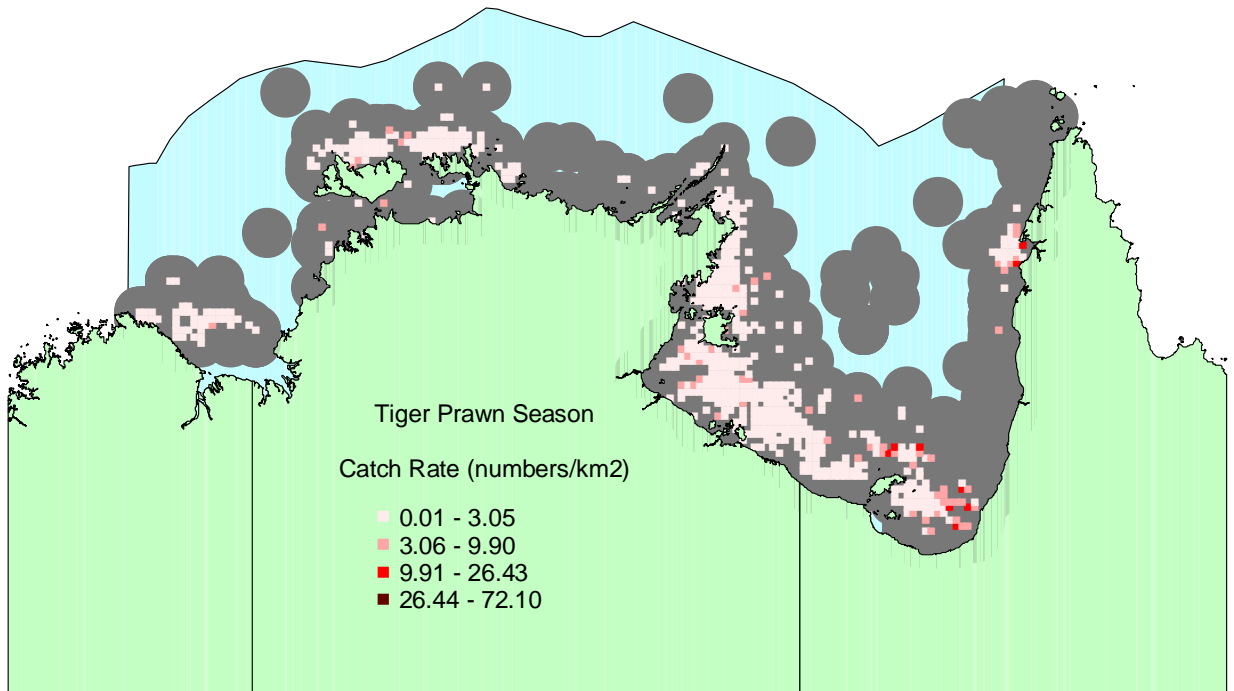 Tiger Prawn Season
Catch Rate (numbers/km2)
0.01 - 3.05
3.06 - 9.90
9.91 - 26.43
26.44 - 72.10